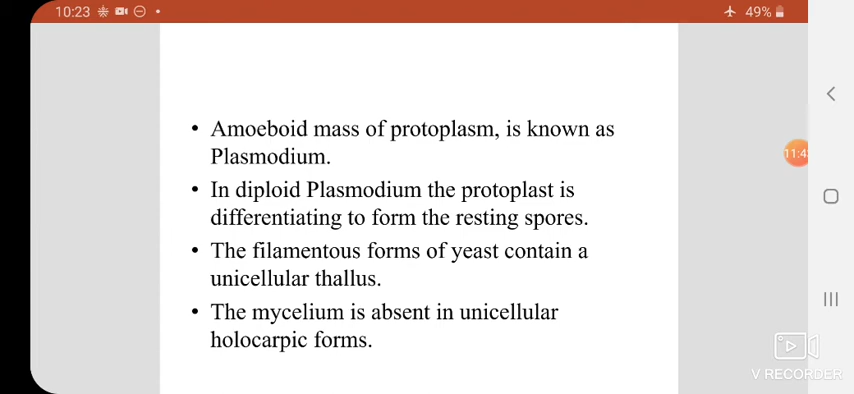 10:23
49%
• Amoeboid mass of protoplasm, is known as
Plasmodium.
• In diploid Plasmodium the protoplast is
differentiating to form the resting spores.
• The filamentous forms of yeast contain a
unicellular thallus.
• The mycelium is absent in unicellular
holocarpic forms.
V RECORDER